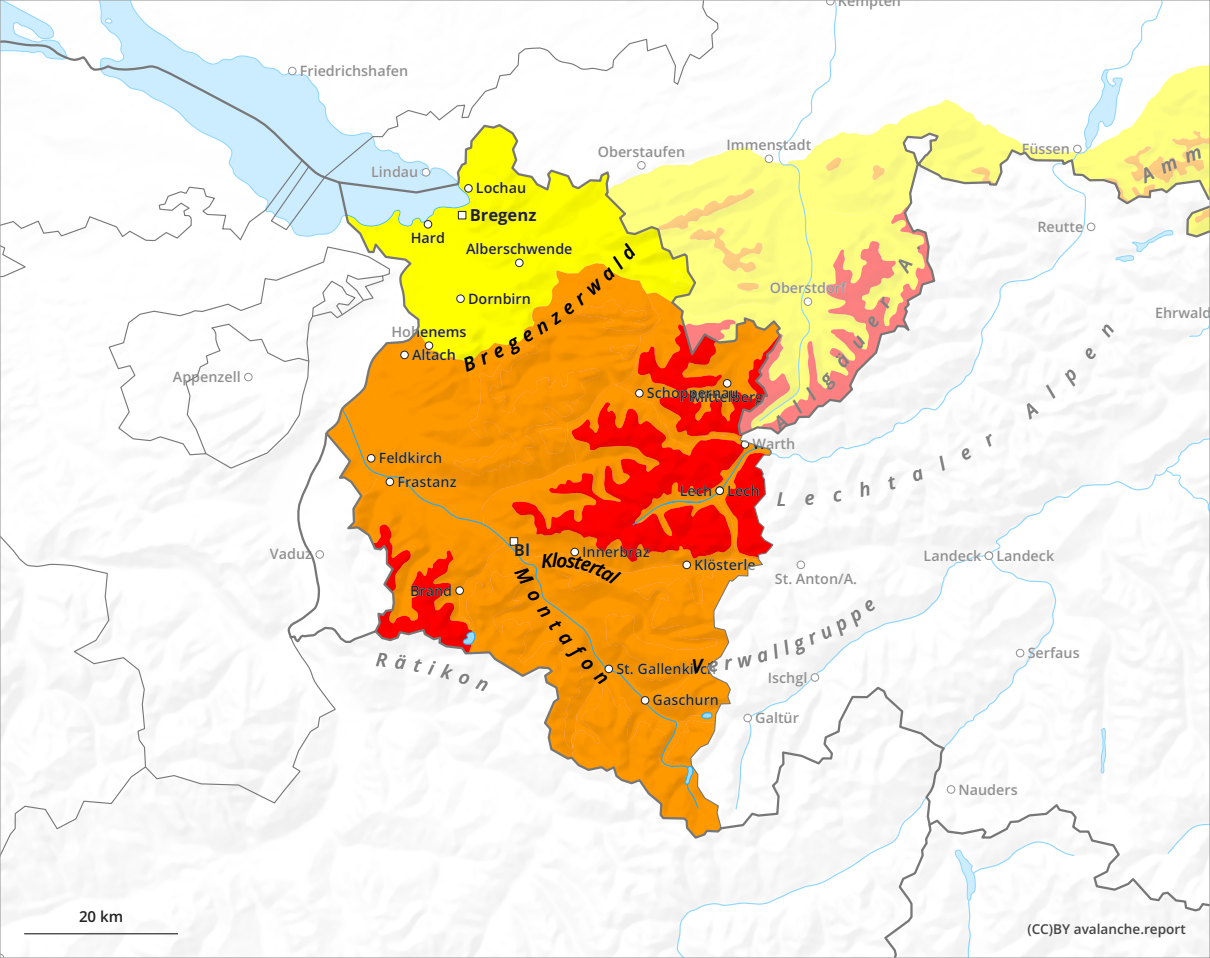 Kempten
Friedrichshafen
Immenstadt
Füssen
Oberstaufen
Amm
Lindau
Lochau
Bregenz
Reutte
Hard
Alberschwende
Oberstdorf
Dornbirn
Ehrwald
Hohenems
Bregenzerwald
Altach
Appenzell
Schoppernau
Mittelberg
Allgäuer A.
Lechtaler Alpen
Warth
Feldkirch
Frastanz
Lech
Lech
Vaduz
Bl
Innerbraz
Klostertal
Klösterle
Landeck
Landeck
St. Anton/A.
Brand
Montafon
Verwallgruppe
Rätikon
St. Gallenkirch
Serfaus
Ischgl
Gaschurn
Galtür
Nauders
20 km
(CC)BY avalanche.report